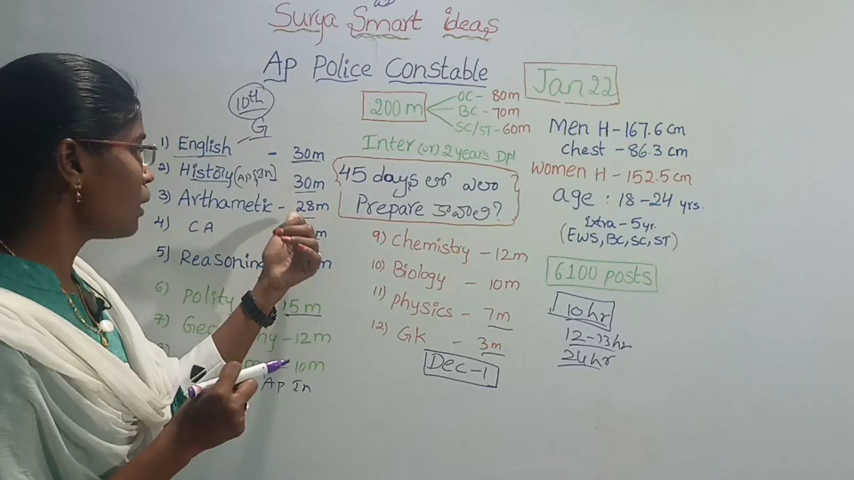 Surya Smart ideas
Ap Police Constable
Jan 22
10th
G
200m
OC - 80m
BC - 70m
SC/ST - 60m
Inter (or) 2 years Dpl
45 days లో ఎలా
Prepare కావాలి?
1) English - 30m
2) History (AP, In) 30m
3) Arthametic - 28m
4) CA m
5) Reasoning m
6) Polity 15m
7) 12m
10m
Ap In
9) Chemistry - 12m
10) Biology - 10m
11) Physics - 7m
12) GK - 3m
Dec - 1
Men H - 167.6 cm
chest - 86.3 cm
Women H - 152.5 cm
age : 18 - 24 yrs.
Extra - 5 yr.
(EWS, BC, SC, ST)
6100 posts
10 hr
12 - 13 hr
24 hr